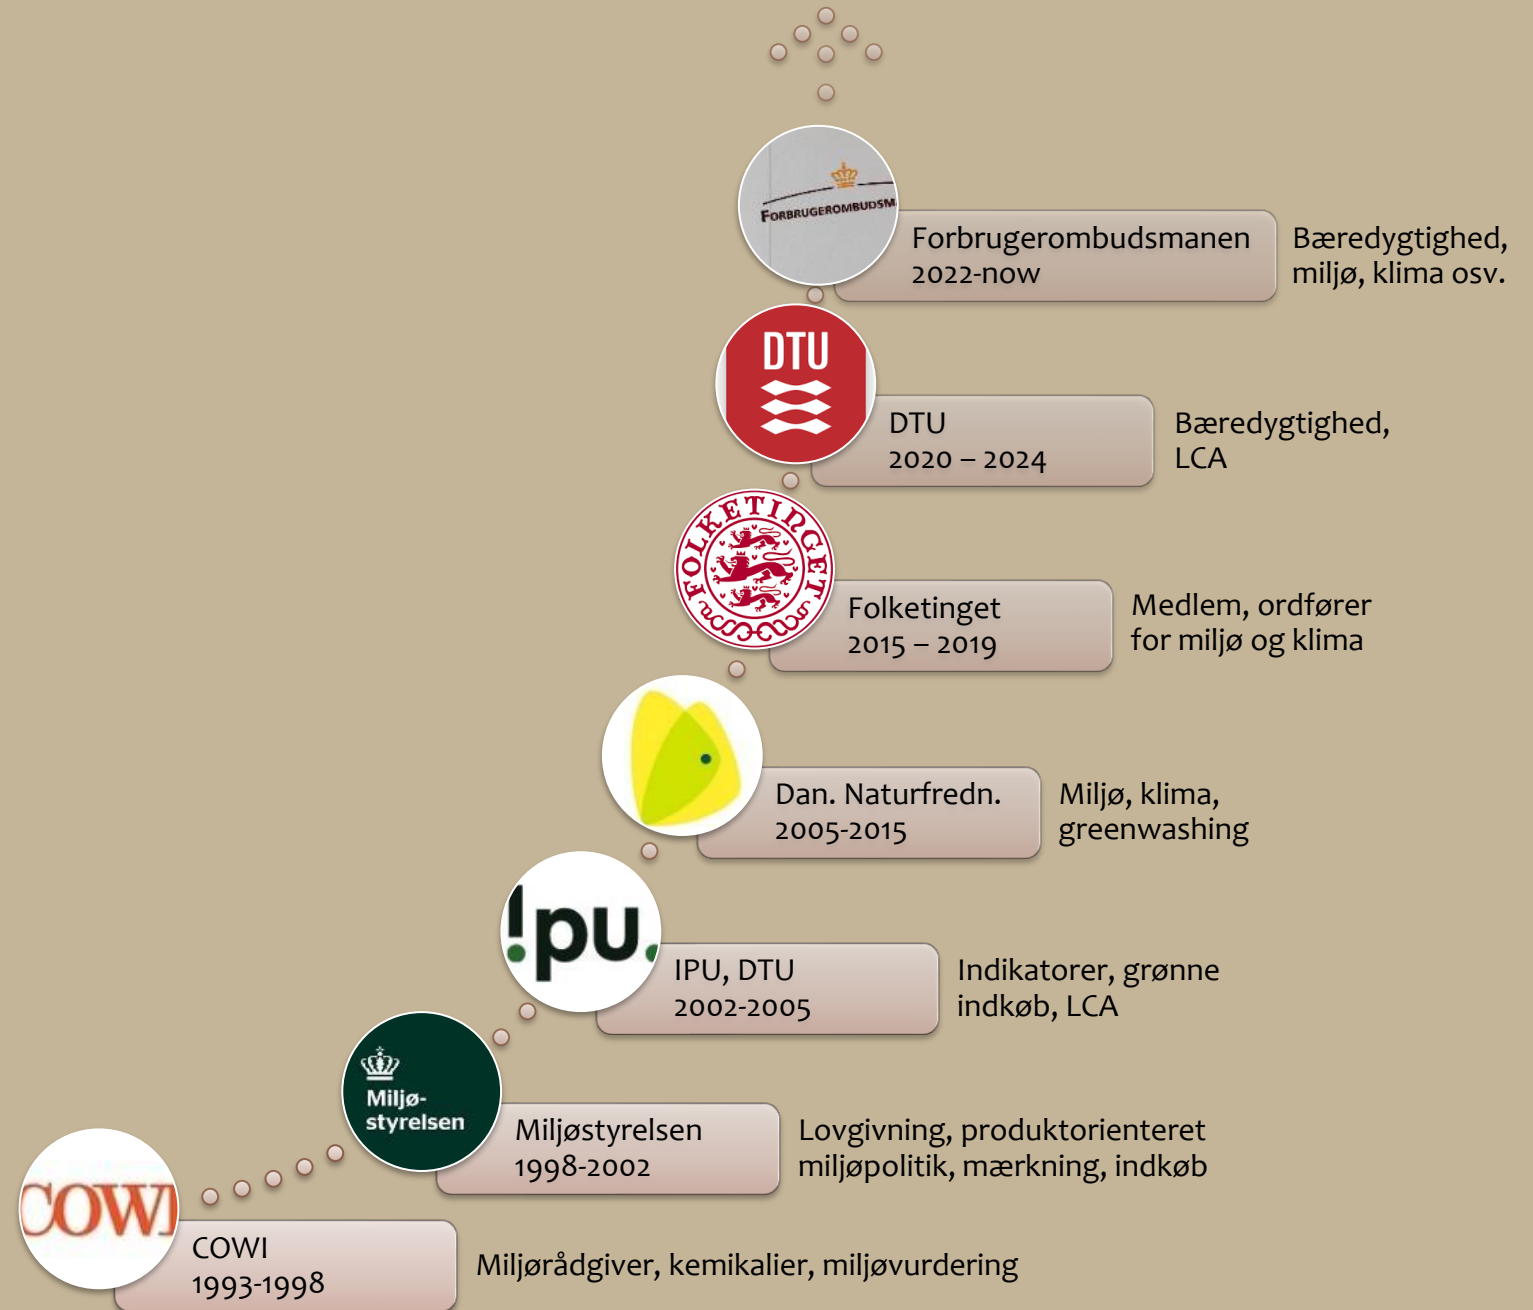 FORBRUGEROMBUDSM
Forbrugerombudsmanen
2022-now
Bæredygtighed,
miljø, klima osv.
DTU
DTU
2020 – 2024
Bæredygtighed,
LCA
FOLKETINGET
Folketinget
2015 – 2019
Medlem, ordfører
for miljø og klima
Dan. Naturfredn.
2005-2015
Miljø, klima,
greenwashing
!pu.
IPU, DTU
2002-2005
Indikatorer, grønne
indkøb, LCA
Miljø-
styrelsen
Miljøstyrelsen
1998-2002
Lovgivning, produktorienteret
miljøpolitik, mærkning, indkøb
COWI
COWI
1993-1998
Miljørådgiver, kemikalier, miljøvurdering